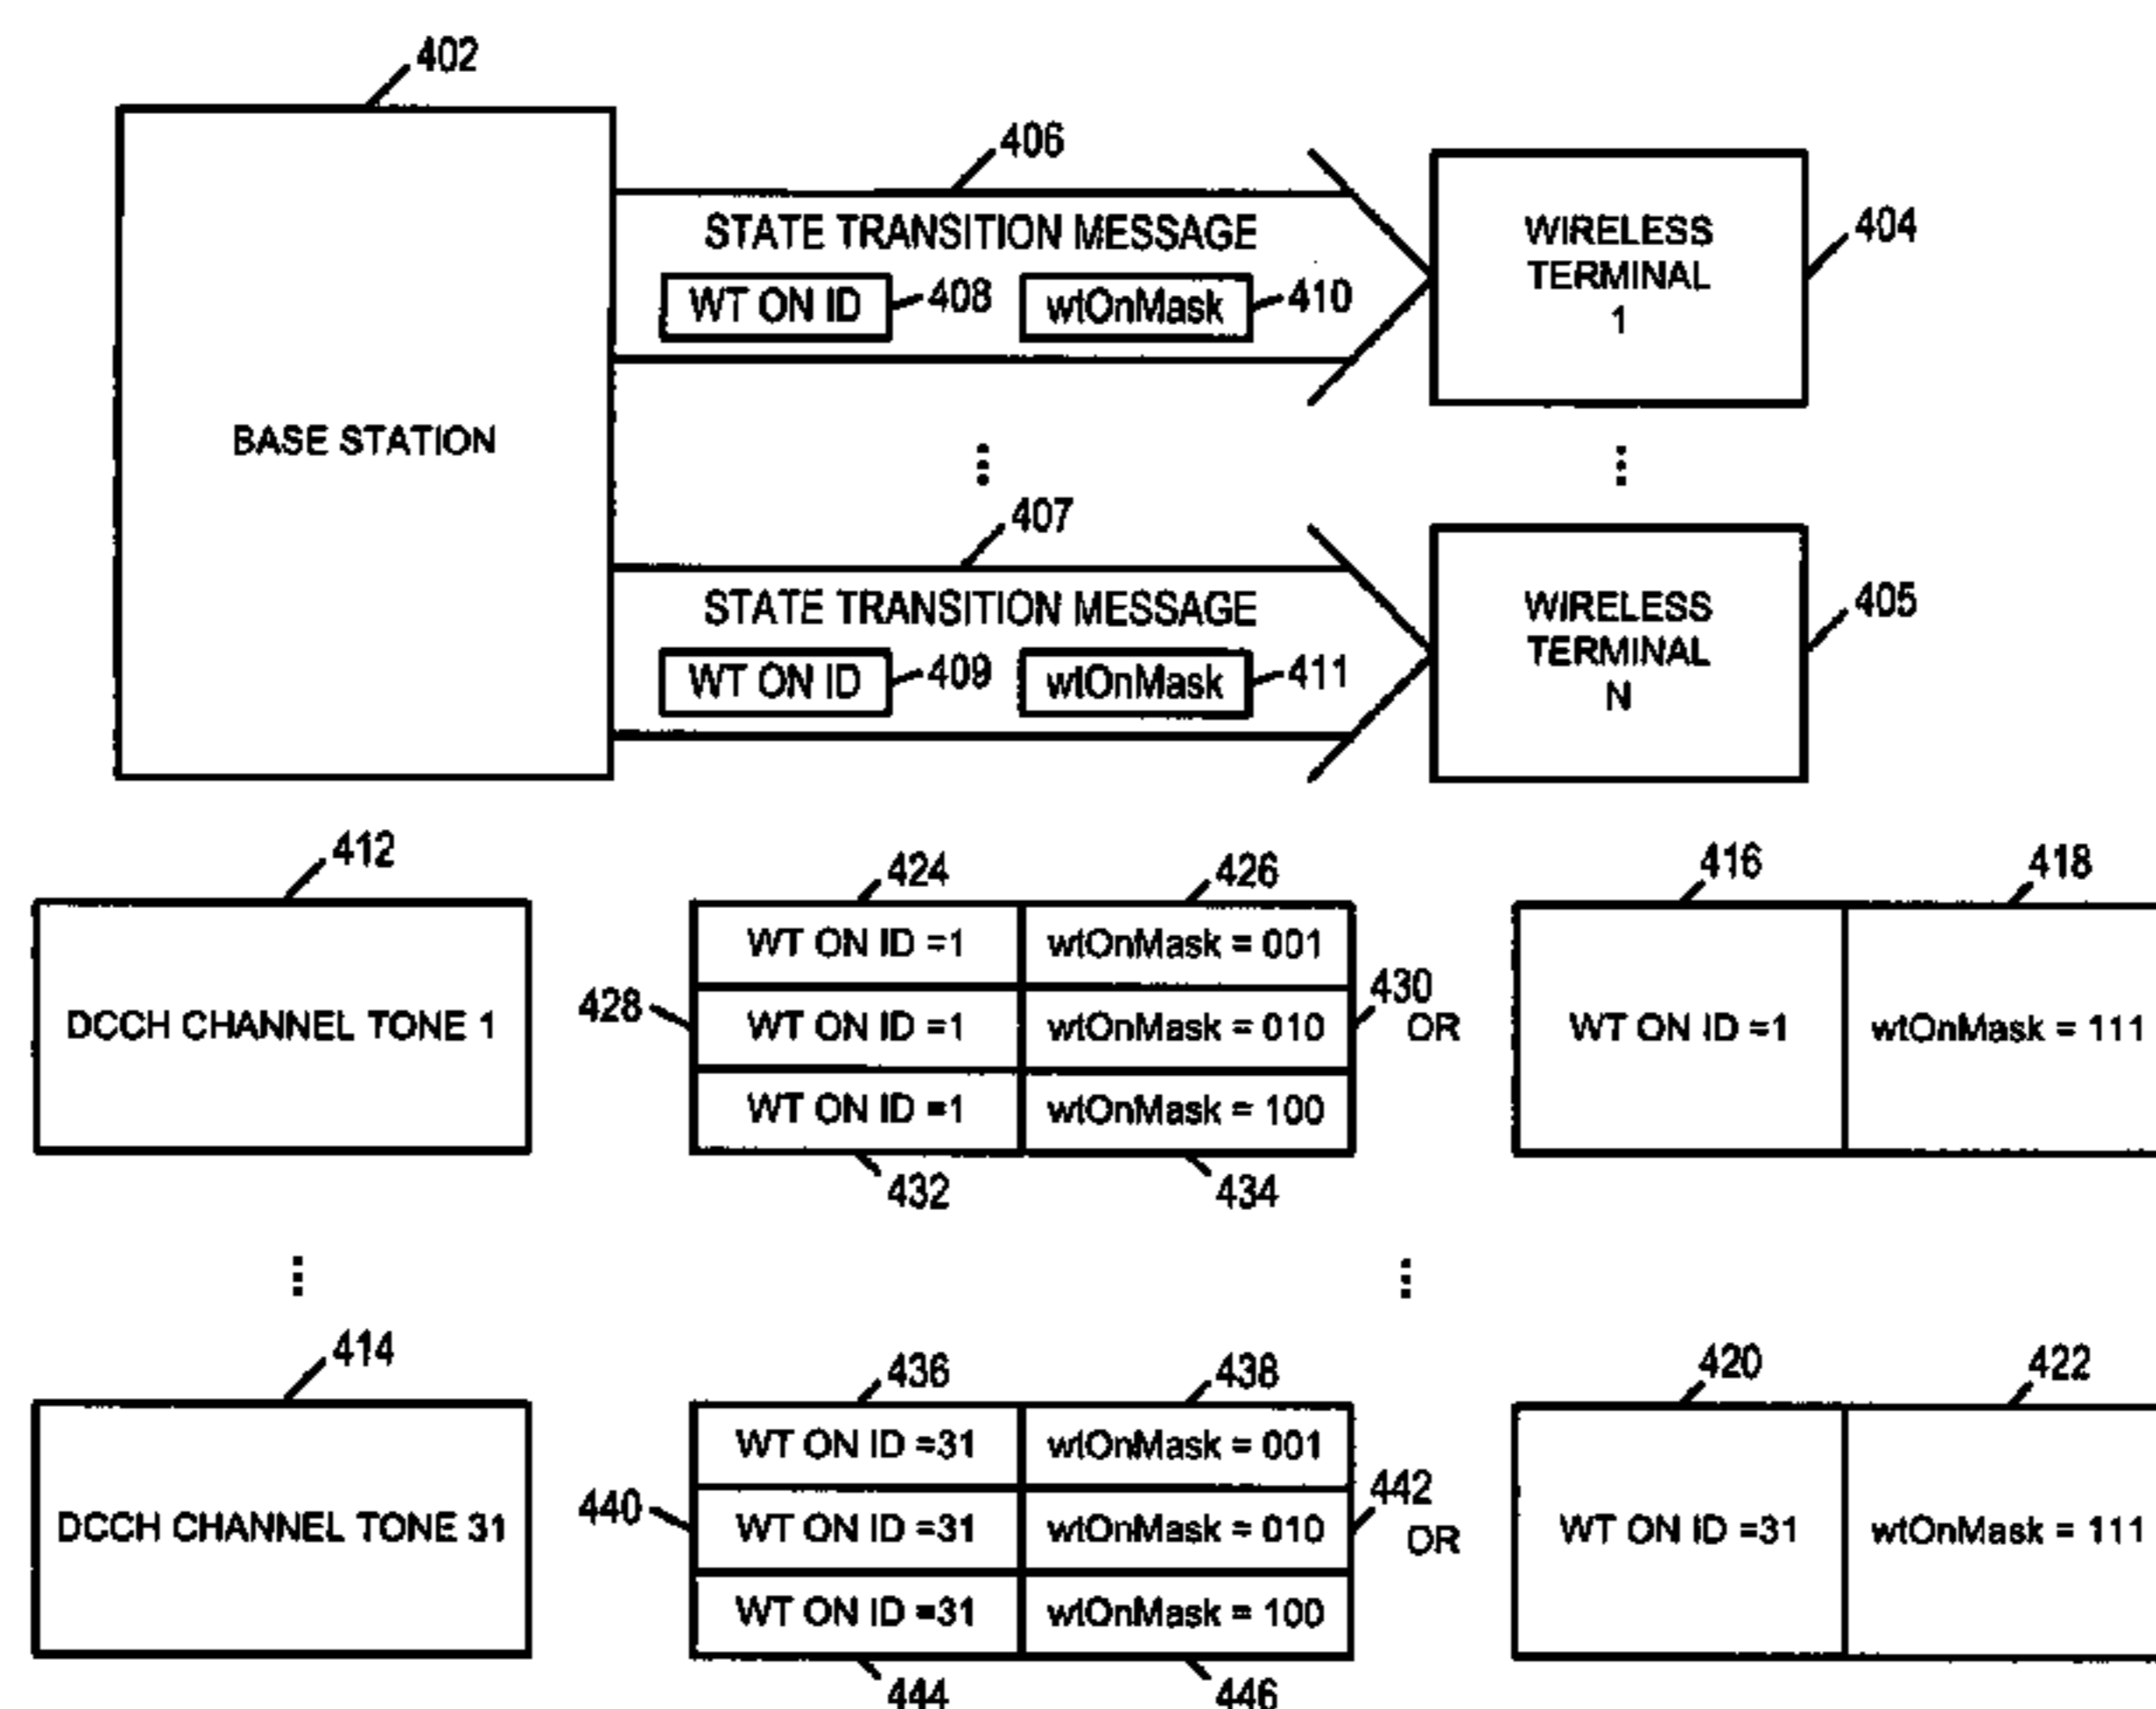 402
406
STATE TRANSITION MESSAGE
WT ON ID
408
wtOnMask
410
WIRELESS
TERMINAL
1
404
BASE STATION
407
STATE TRANSITION MESSAGE
WT ON ID
409
wtOnMask
411
WIRELESS
TERMINAL
N
405
412
DCCH CHANNEL TONE 1
424
426
WT ON ID =1
wtOnMask = 001
428
WT ON ID =1
wtOnMask = 010
430
OR
WT ON ID =1
wtOnMask = 100
432
434
416
418
WT ON ID =1
wtOnMask = 111
414
DCCH CHANNEL TONE 31
436
438
WT ON ID =31
wtOnMask = 001
440
WT ON ID =31
wtOnMask = 010
442
OR
WT ON ID =31
wtOnMask = 100
444
446
420
422
WT ON ID =31
wtOnMask = 111